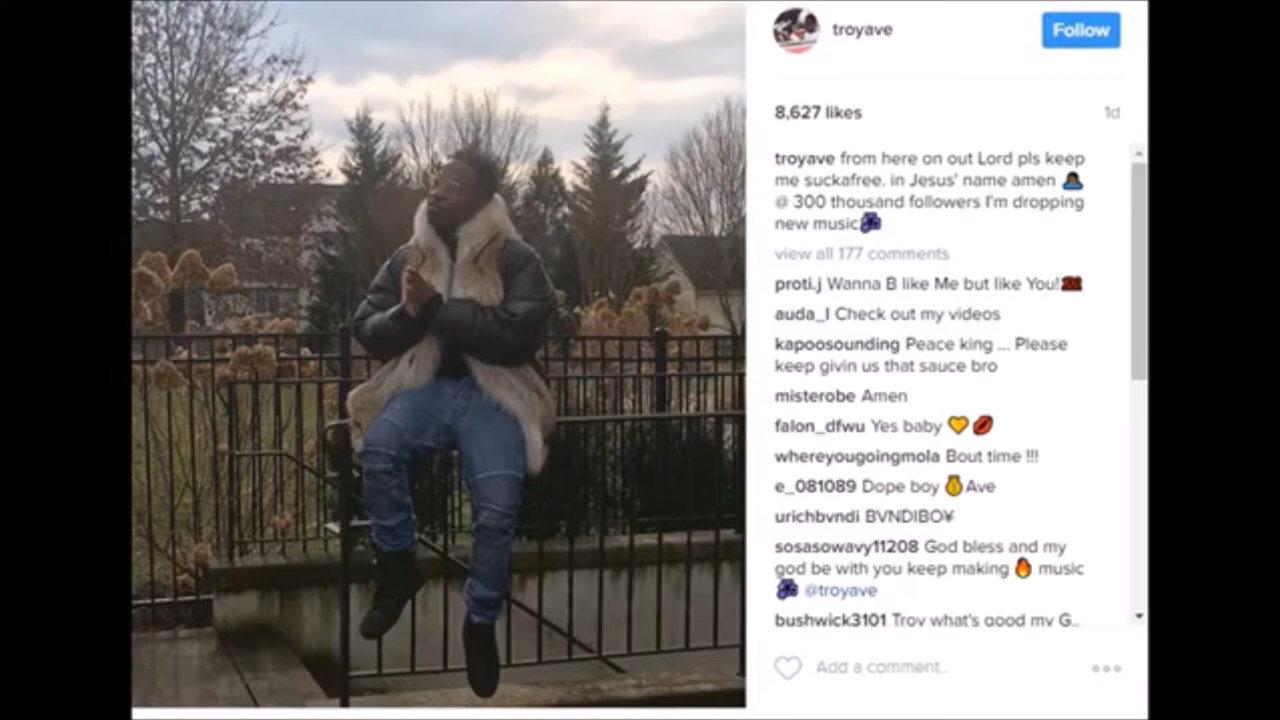 troyave
Follow
8,627 likes
1d
troyave from here on out Lord pls keep
me suckafree. in Jesus' name amen
@ 300 thousand followers I'm dropping
new music
view all 177 comments
proti.j Wanna B like Me but like You!
auda_l Check out my videos
kapoosounding Peace king ... Please
keep givin us that sauce bro
misterobe Amen
falon_dfwu Yes baby
whereyougoingmola Bout time !!!
e_081089 Dope boy 💰Ave
urichbvndi BVNDIBO¥
sosasowavy11208 God bless and my
god be with you keep making 🔥 music
@troyave
bushwick3101 Troy what's good my G..
Add a comment...